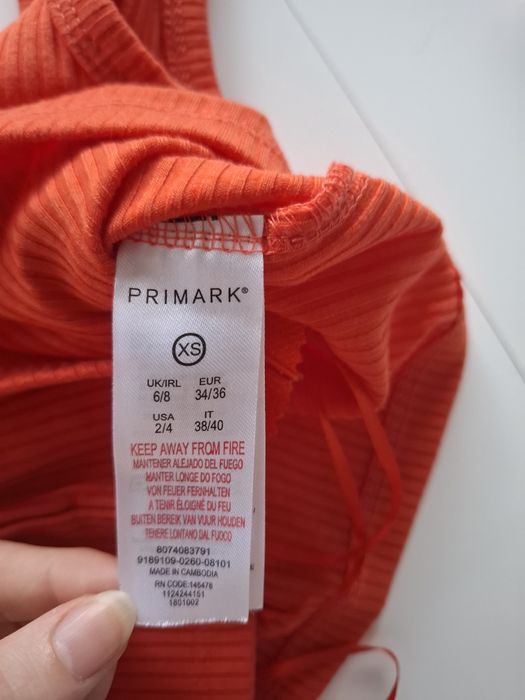 PRIMARK®
XS
UK/IRL EUR
6/8 34/36
USA IT
2/4 38/40
KEEP AWAY FROM FIRE
MANTENER ALEJADO DEL FUEGO
MANTER LONGE DO FOGO
VON FEUER FERNHALTEN
A TENIR ÉLOIGNÉ DU FEU
BUITEN BEREIK VAN VUUR HOUDEN
TENERE LONTANO DAL FUOCO
8074083791
9169109-0260-08101
MADE IN CAMBODIA
RN CODE:145476
1124244151
1801002